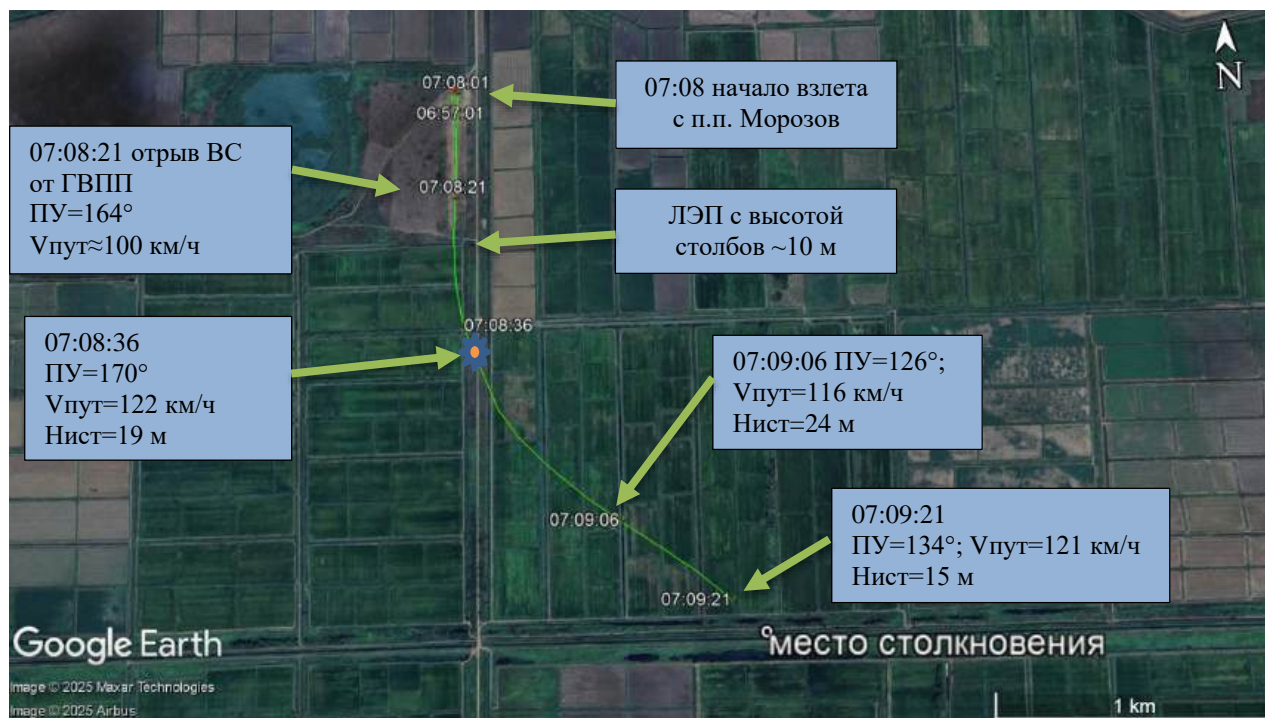 07:08:01
06:57:01
07:08 начало взлета
с п.п. Морозов
N
07:08:21 отрыв ВС
от ГВПП
ПУ=164°
Vпут≈100 км/ч
07:08:21
ЛЭП с высотой
столбов ~10 м
07:08:36
07:08:36
ПУ=170°
Vпут=122 км/ч
Нист=19 м
07:09:06 ПУ=126°;
Vпут=116 км/ч
Нист=24 м
07:09:06
07:09:21
ПУ=134°; Vпут=121 км/ч
Нист=15 м
07:09:21
место столкновения
Google Earth
Image © 2025 Maxar Technologies
Image © 2025 Airbus
1 km